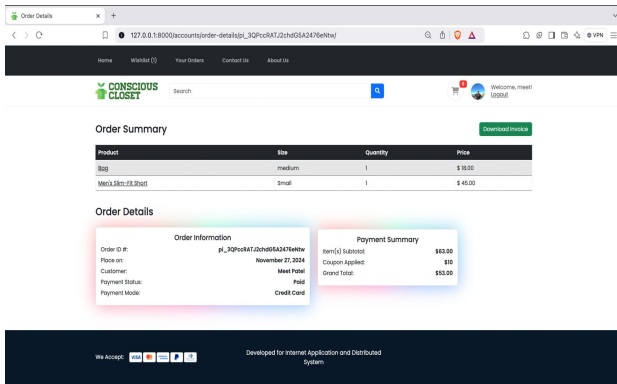 Order Details
127.0.0.1:8000/accounts/order-details/pi_3QPccRATJ2chdG5A2476eNtw/
VPN
Home Wishlist (1) Your Orders Contact Us About Us
CONSCIOUS
CLOSET
Search
Welcome, meet!
Logout
Order Summary
Download Invoice
Product Size Quantity Price
Bag medium 1 $ 18.00
Men's Slim-Fit Short Small 1 $ 45.00
Order Details
Order Information
Order ID #: pi_3QPccRATJ2chdG5A2476eNtw
Place on: November 27, 2024
Customer: Meet Patel
Payment Status: Paid
Payment Mode: Credit Card
Payment Summary
Item(s) Subtotal: $63.00
Coupon Applied: $10
Grand Total: $53.00
We Accept: VISA
Developed for Internet Application and Distributed
System